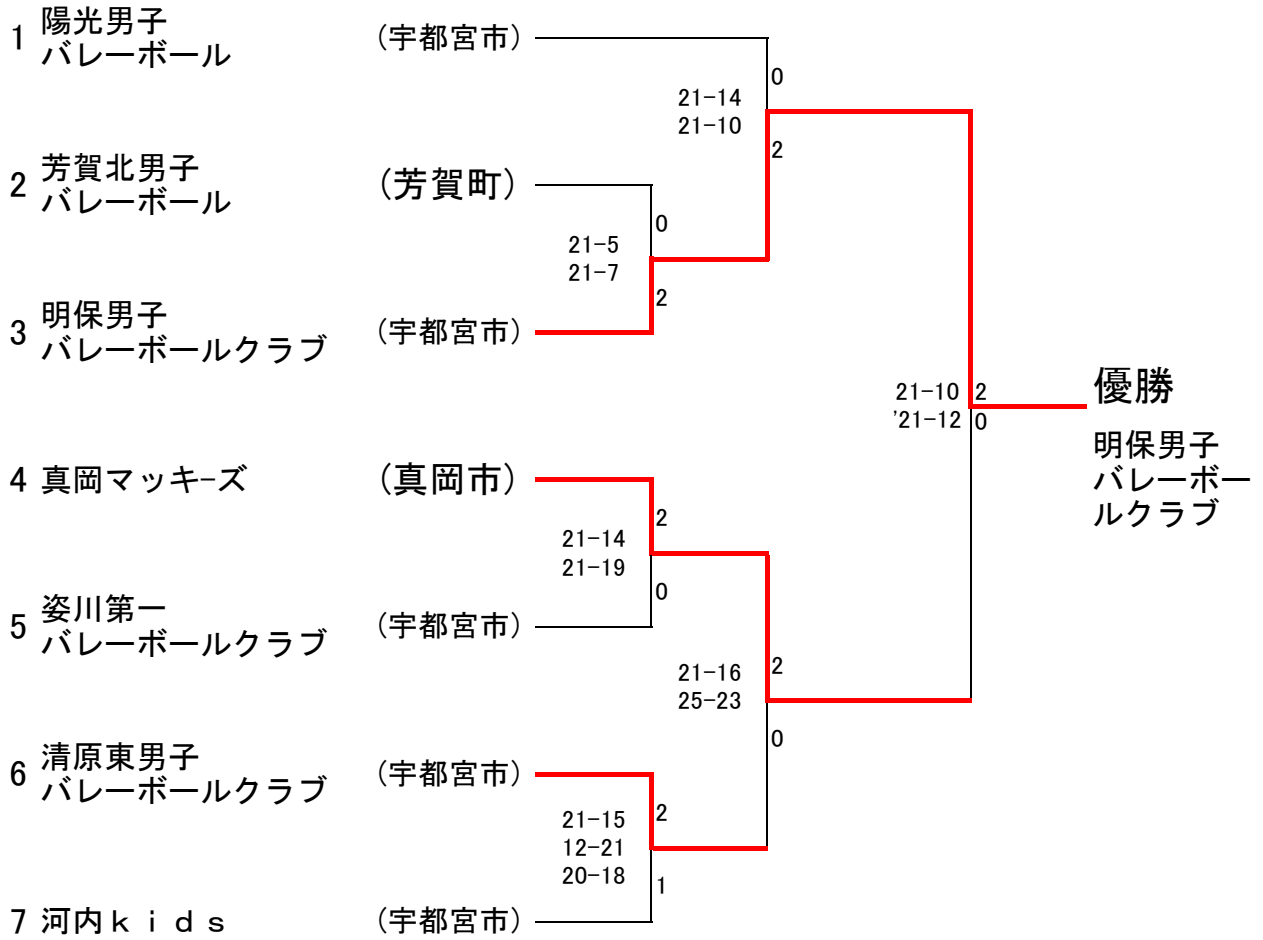 1 陽光男子
バレーボール
(宇都宮市)
0
21-14
21-10
2
2 芳賀北男子
バレーボール
(芳賀町)
0
21-5
21-7
2
3 明保男子
バレーボールクラブ
(宇都宮市)
21-10 2
'21-12 0
優勝
明保男子
バレーボー
ルクラブ
4 真岡マッキ-ズ
(真岡市)
2
21-14
21-19
0
5 姿川第一
バレーボールクラブ
(宇都宮市)
21-16
25-23
2
0
6 清原東男子
バレーボールクラブ
(宇都宮市)
21-15
12-21
20-18
2
1
7 河内ｋｉｄｓ
(宇都宮市)